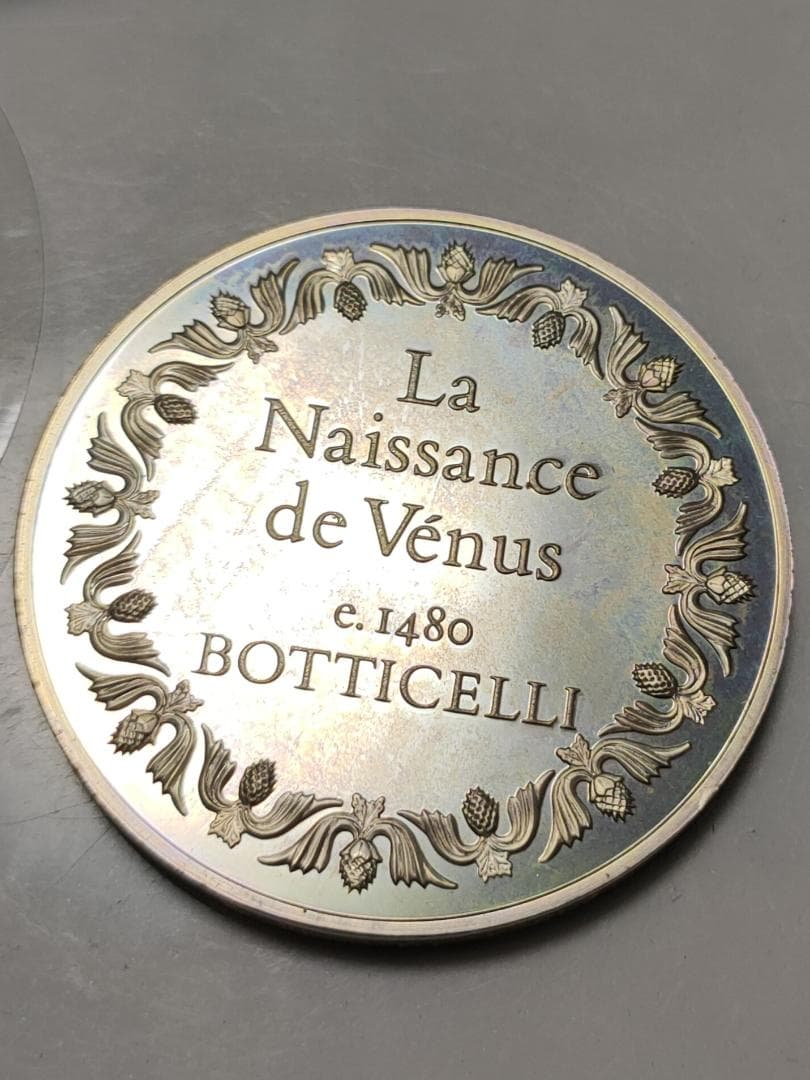 La
Naissance
de Vénus
e. 1480
BOTTICELLI